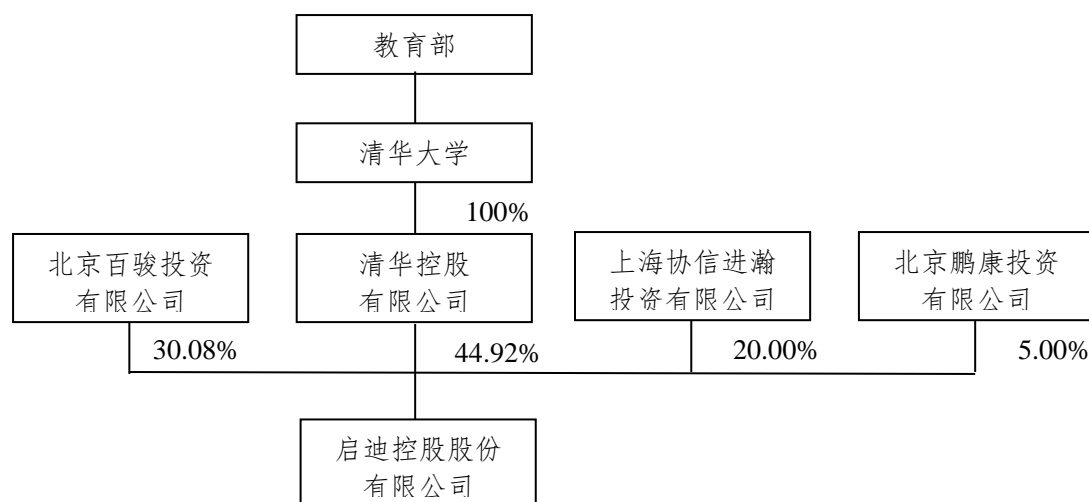 教育部
清华大学
100%
北京百骏投资
有限公司
清华控股
有限公司
上海协信进瀚
投资有限公司
北京鹏康投资
有限公司
30.08%
44.92%
20.00%
5.00%
启迪控股股份
有限公司